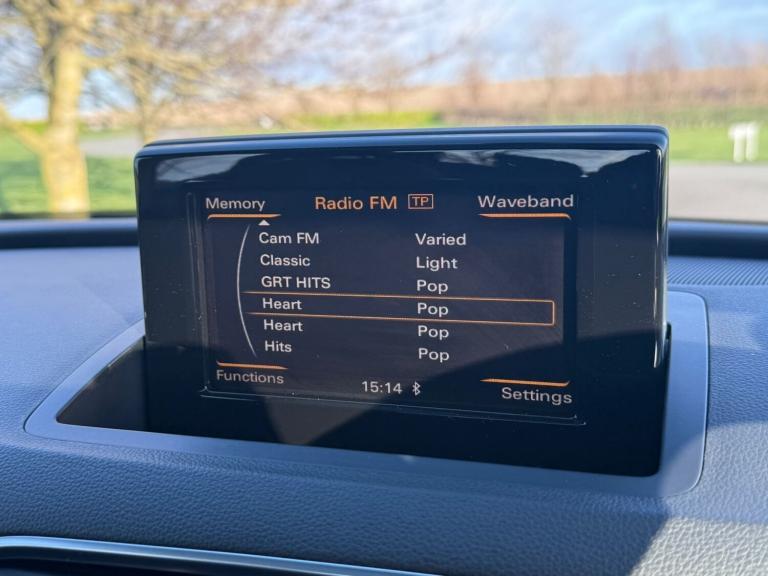 Memory Radio FM TP Waveband
Cam FM Varied
Classic Light
GRT HITS Pop
Heart Pop
Heart Pop
Hits Pop
Functions 15:14 Settings